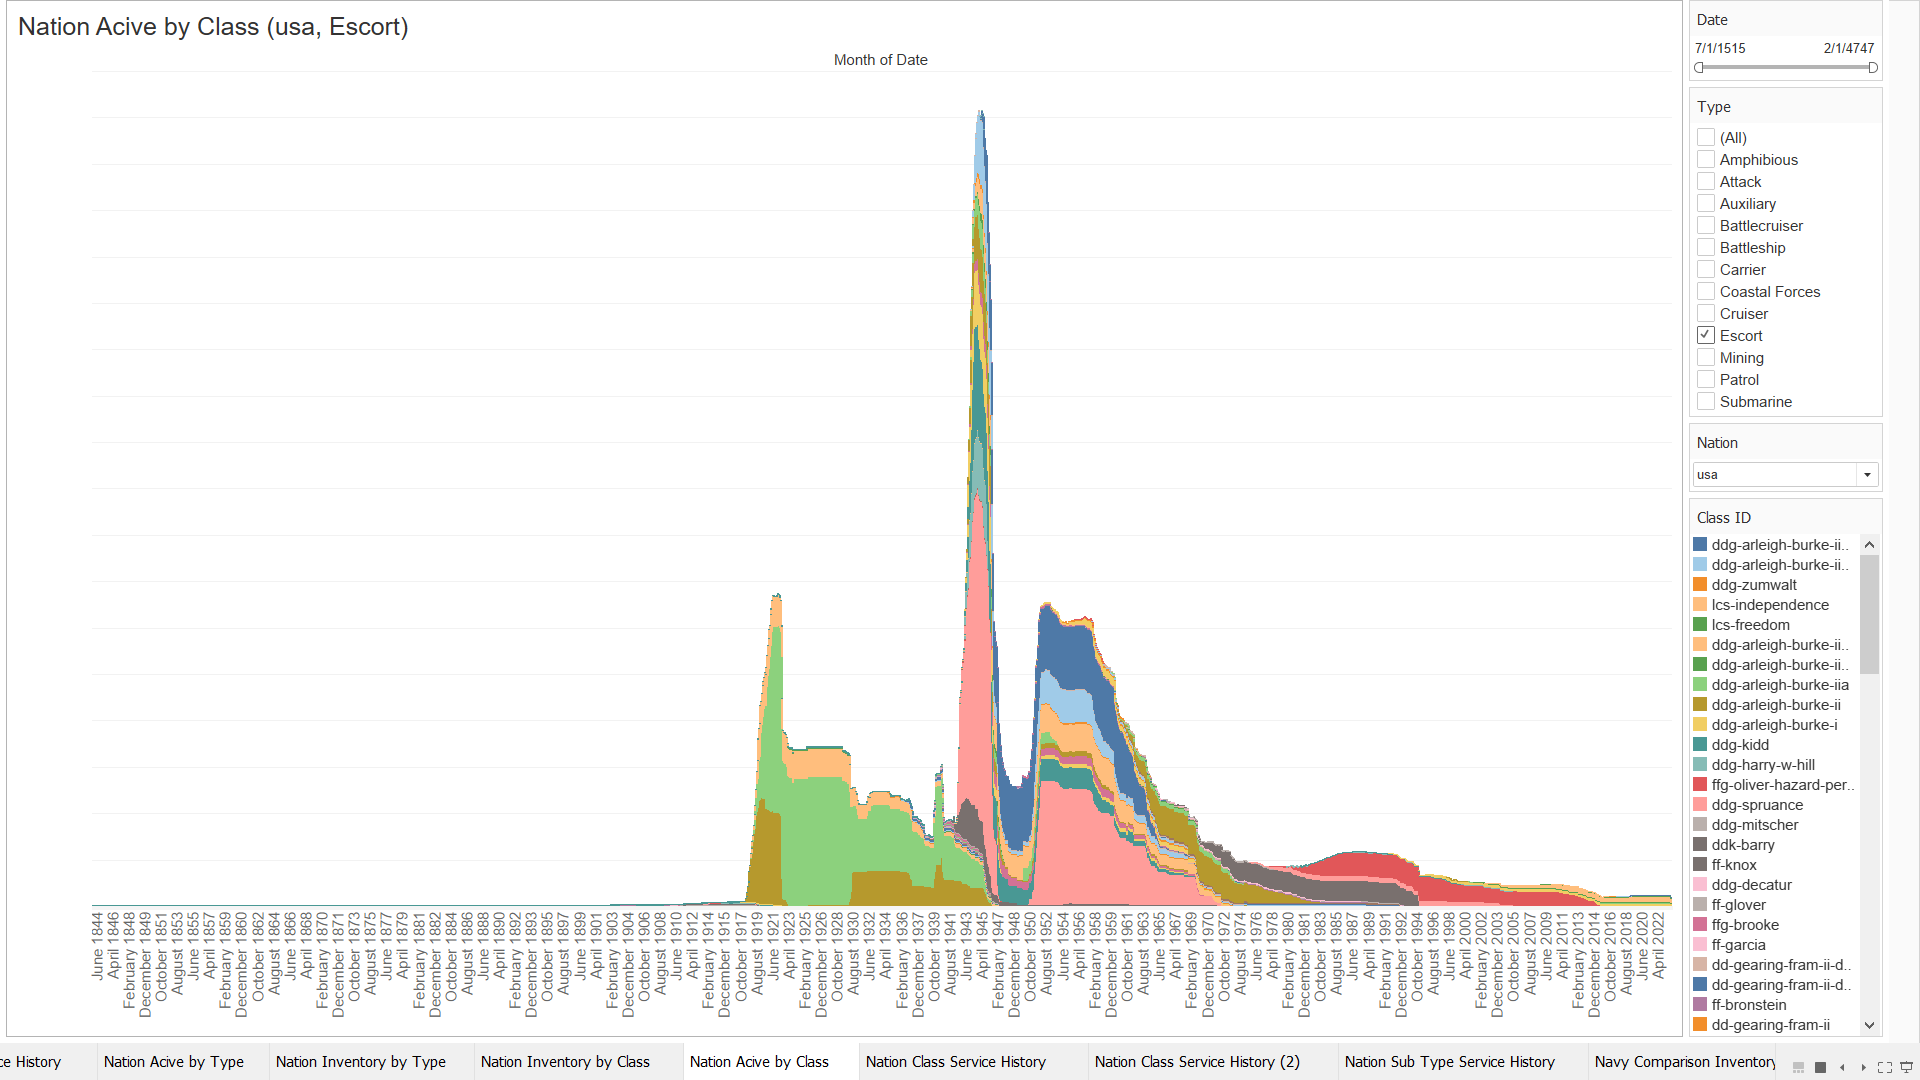 Nation Acive by Class (usa, Escort)
Month of Date
June 1844
April 1846
February 1848
December 1849
October 1851
August 1853
June 1855
April 1857
February 1859
December 1860
October 1862
August 1864
June 1866
April 1868
February 1870
December 1871
October 1873
August 1875
June 1877
April 1879
February 1881
December 1882
October 1884
August 1886
June 1888
April 1890
February 1892
December 1893
October 1895
August 1897
June 1899
April 1901
February 1903
December 1904
October 1906
August 1908
June 1910
April 1912
February 1914
December 1915
October 1917
August 1919
June 1921
April 1923
February 1925
December 1926
October 1928
August 1930
June 1932
April 1934
February 1936
December 1937
October 1939
August 1941
June 1943
April 1945
February 1947
December 1948
October 1950
August 1952
June 1954
April 1956
February 1958
December 1959
October 1961
August 1963
June 1965
April 1967
February 1969
December 1970
October 1972
August 1974
June 1976
April 1978
February 1980
December 1981
October 1983
August 1985
June 1987
April 1989
February 1991
December 1992
October 1994
August 1996
June 1998
April 2000
February 2002
December 2003
October 2005
August 2007
June 2009
April 2011
February 2013
December 2014
October 2016
August 2018
June 2020
April 2022
Date
7/1/1515 2/1/4747
Type
(All)
Amphibious
Attack
Auxiliary
Battlecruiser
Battleship
Carrier
Coastal Forces
Cruiser
Escort
Mining
Patrol
Submarine
Nation
usa
Class ID
ddg-arleigh-burke-ii..
ddg-arleigh-burke-ii..
ddg-zumwalt
lcs-independence
lcs-freedom
ddg-arleigh-burke-ii..
ddg-arleigh-burke-ii..
ddg-arleigh-burke-iia
ddg-arleigh-burke-ii
ddg-arleigh-burke-i
ddg-kidd
ddg-harry-w-hill
ffg-oliver-hazard-per..
ddg-spruance
ddg-mitscher
ddk-barry
ff-knox
ddg-decatur
ff-glover
ffg-brooke
ff-garcia
dd-gearing-fram-ii-d..
dd-gearing-fram-ii-d..
ff-bronstein
dd-gearing-fram-ii
ce History
Nation Acive by Type
Nation Inventory by Type
Nation Inventory by Class
Nation Acive by Class
Nation Class Service History
Nation Class Service History (2)
Nation Sub Type Service History
Navy Comparison Inventory